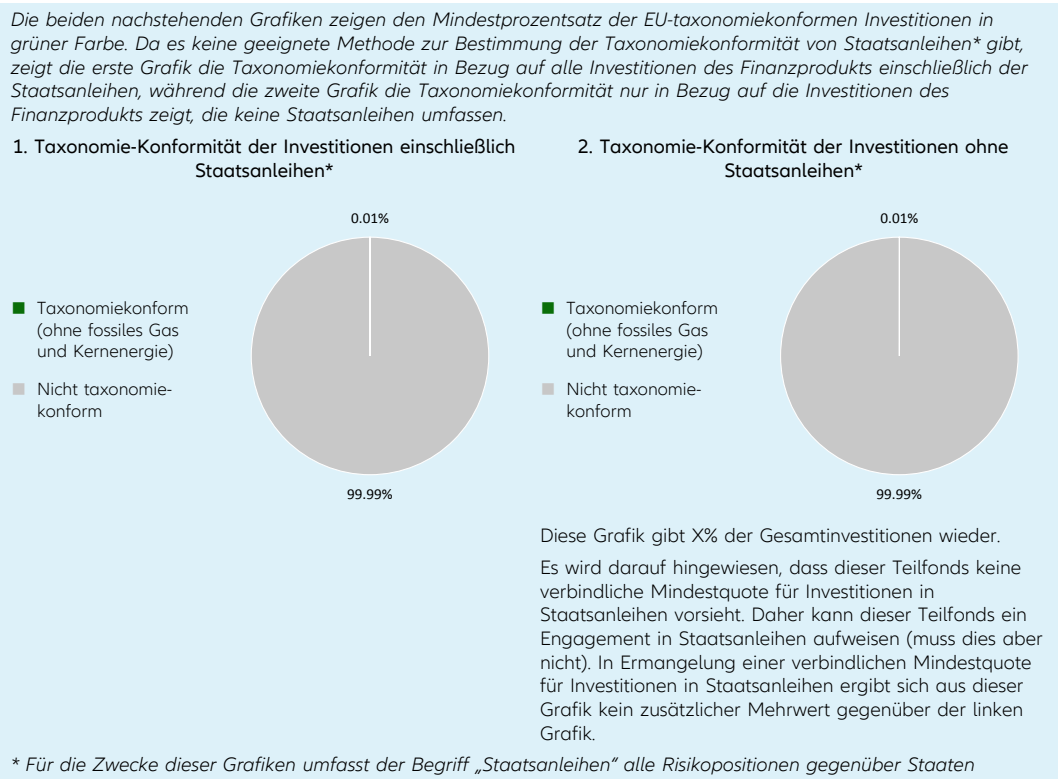 Die beiden nachstehenden Grafiken zeigen den Mindestprozentsatz der EU-taxonomiekonformen Investitionen in
grüner Farbe. Da es keine geeignete Methode zur Bestimmung der Taxonomiekonformität von Staatsanleihen* gibt,
zeigt die erste Grafik die Taxonomiekonformität in Bezug auf alle Investitionen des Finanzprodukts einschließlich der
Staatsanleihen, während die zweite Grafik die Taxonomiekonformität nur in Bezug auf die Investitionen des
Finanzprodukts zeigt, die keine Staatsanleihen umfassen.
1. Taxonomie-Konformität der Investitionen einschließlich
Staatsanleihen*
0.01%
Taxonomiekonform
(ohne fossiles Gas
und Kernenergie)
Nicht taxonomie-
konform
99.99%
2. Taxonomie-Konformität der Investitionen ohne
Staatsanleihen*
0.01%
Taxonomiekonform
(ohne fossiles Gas
und Kernenergie)
Nicht taxonomie-
konform
99.99%
Diese Grafik gibt X% der Gesamtinvestitionen wieder.
Es wird darauf hingewiesen, dass dieser Teilfonds keine
verbindliche Mindestquote für Investitionen in
Staatsanleihen vorsieht. Daher kann dieser Teilfonds ein
Engagement in Staatsanleihen aufweisen (muss dies aber
nicht). In Ermangelung einer verbindlichen Mindestquote
für Investitionen in Staatsanleihen ergibt sich aus dieser
Grafik kein zusätzlicher Mehrwert gegenüber der linken
Grafik.
* Für die Zwecke dieser Grafiken umfasst der Begriff „Staatsanleihen" alle Risikopositionen gegenüber Staaten